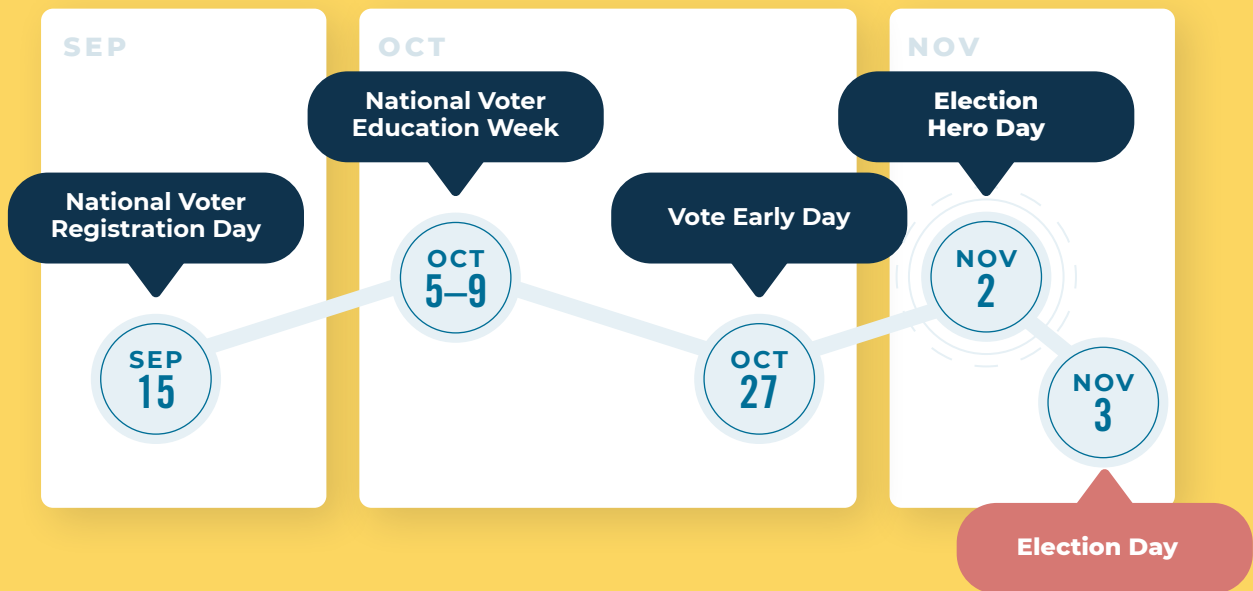 SEP
OCT
NOV
National Voter
Registration Day
SEP
15
National Voter
Education Week
OCT
5–9
Vote Early Day
OCT
27
Election
Hero Day
NOV
2
NOV
3
Election Day